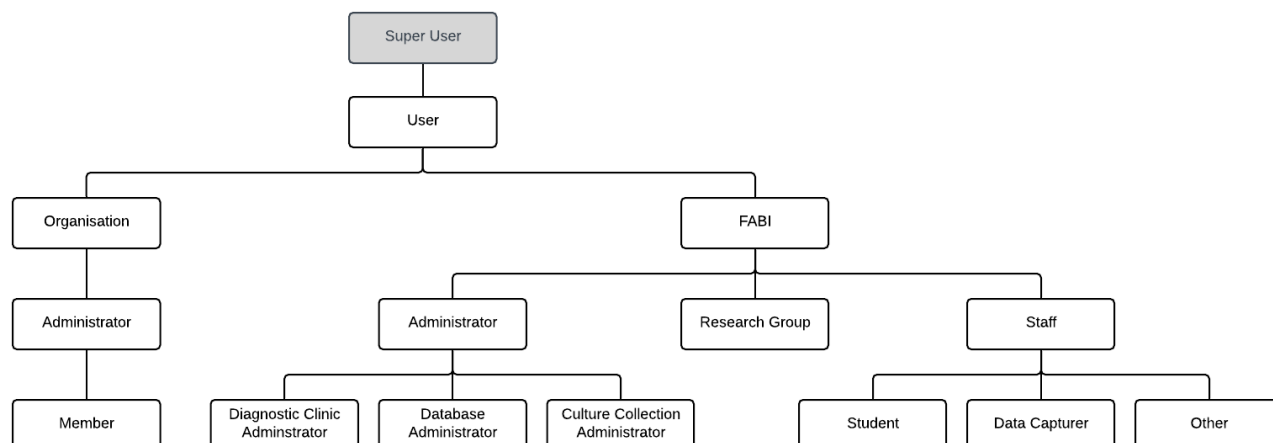 Super User
User
Organisation
FABI
Administrator
Administrator
Research Group
Staff
Member
Diagnostic Clinic
Adminstrator
Database
Administrator
Culture Collection
Administrator
Student
Data Capturer
Other